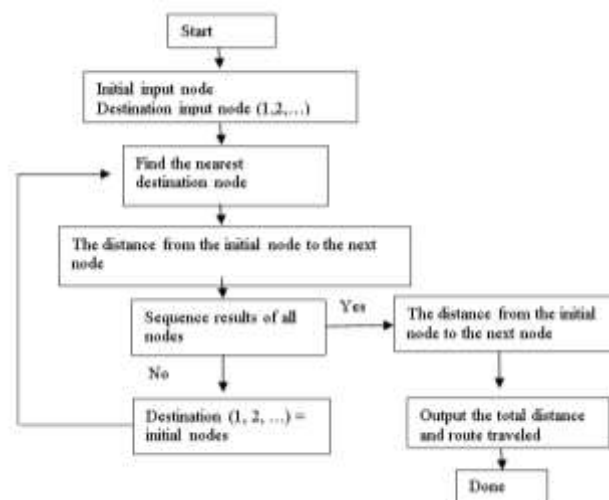 Start
Initial input node
Destination input node (1,2,...)
Find the nearest
destination node
The distance from the initial node to the next
node
Sequence results of all
nodes
Yes
The distance from the initial
node to the next node
No
Destination (1, 2, ...) =
initial nodes
Output the total distance
and route traveled
Done